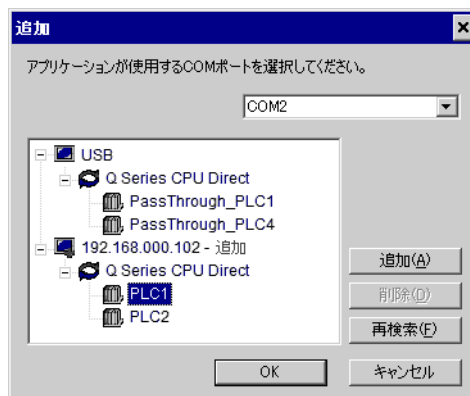 追加
アプリケーションが使用するCOMポートを選択してください。
COM2
USB
Q Series CPU Direct
PassThrough_PLC1
PassThrough_PLC4
192.168.000.102 - 追加
Q Series CPU Direct
PLC1
PLC2
追加(A)
削除(D)
再検索(F)
OK
キャンセル